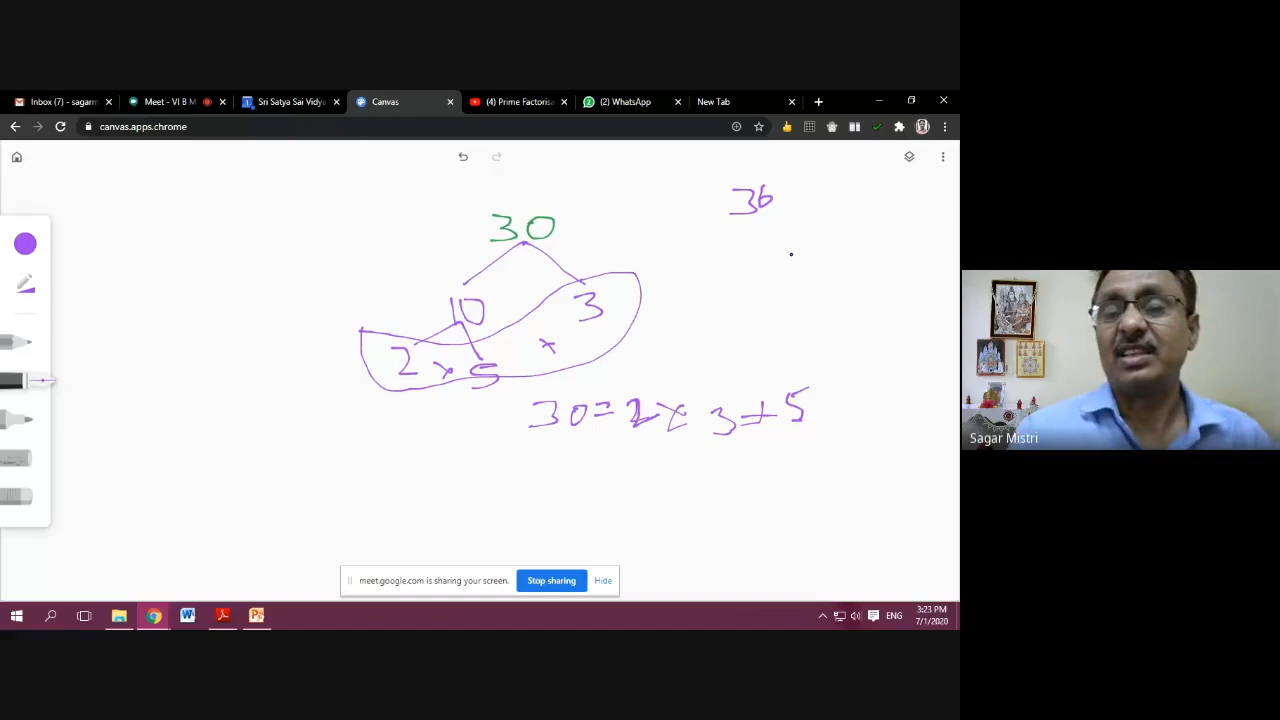 Inbox (7) - sagarm Meet - VI B M Sri Satya Sai Vidya Canvas (4) Prime Factoris (2) WhatsApp New Tab
canvas.apps.chrome
36
30
10 3
2 × 5 ×
30 = 2 × 3 × 5
Sagar Mistri
meet.google.com is sharing your screen. Stop sharing Hide
ENG 3:23 PM
7/1/2020